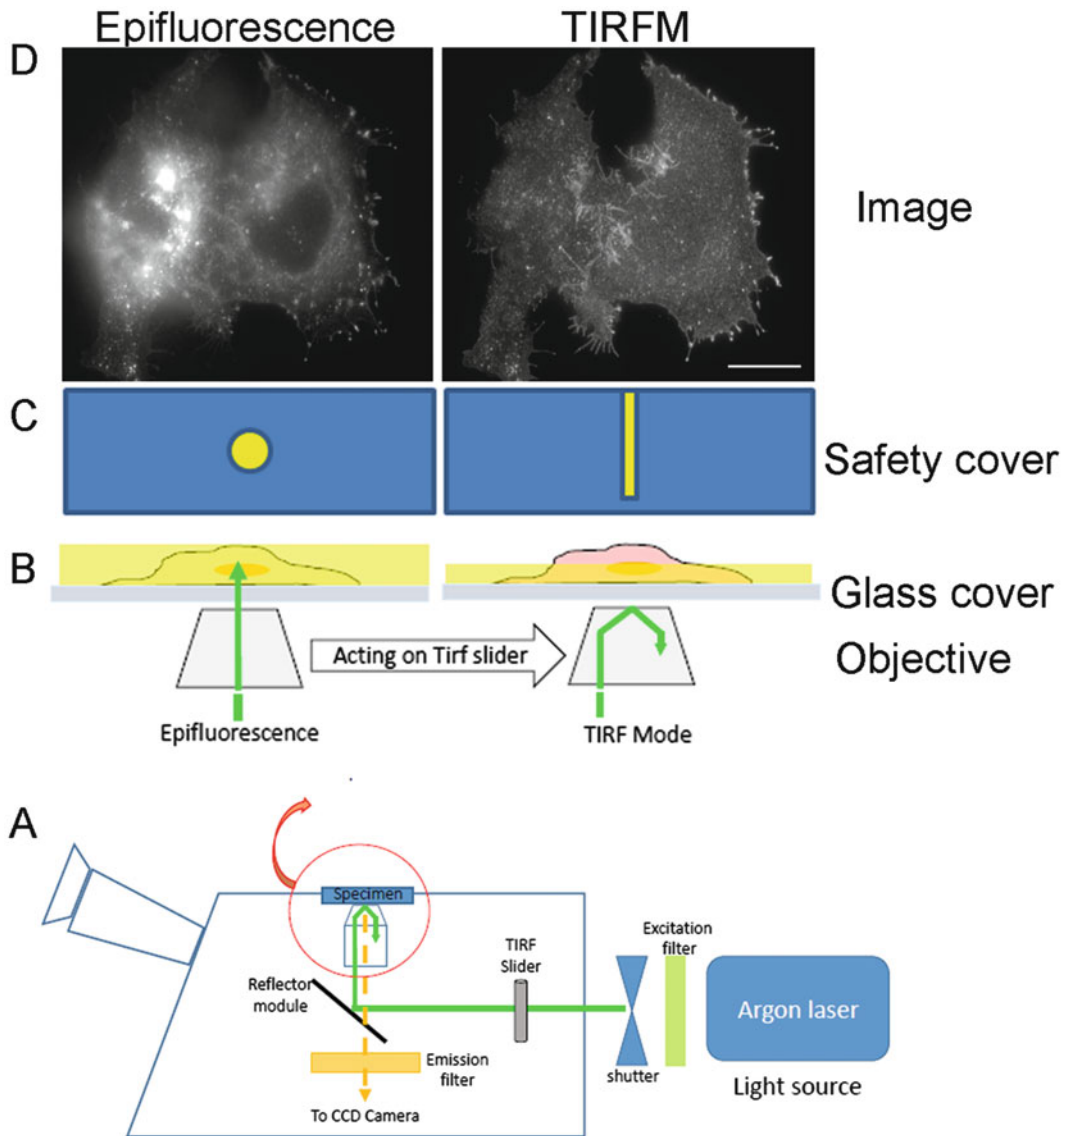 Epifluorescence TIRFM
D
Image
C
Safety cover
B
Glass cover
Acting on Tirf slider
Objective
Epifluorescence
TIRF Mode
A
Specimen
Excitation
filter
TIRF
Slider
Reflector
module
Argon laser
Emission
filter
shutter
Light source
To CCD Camera